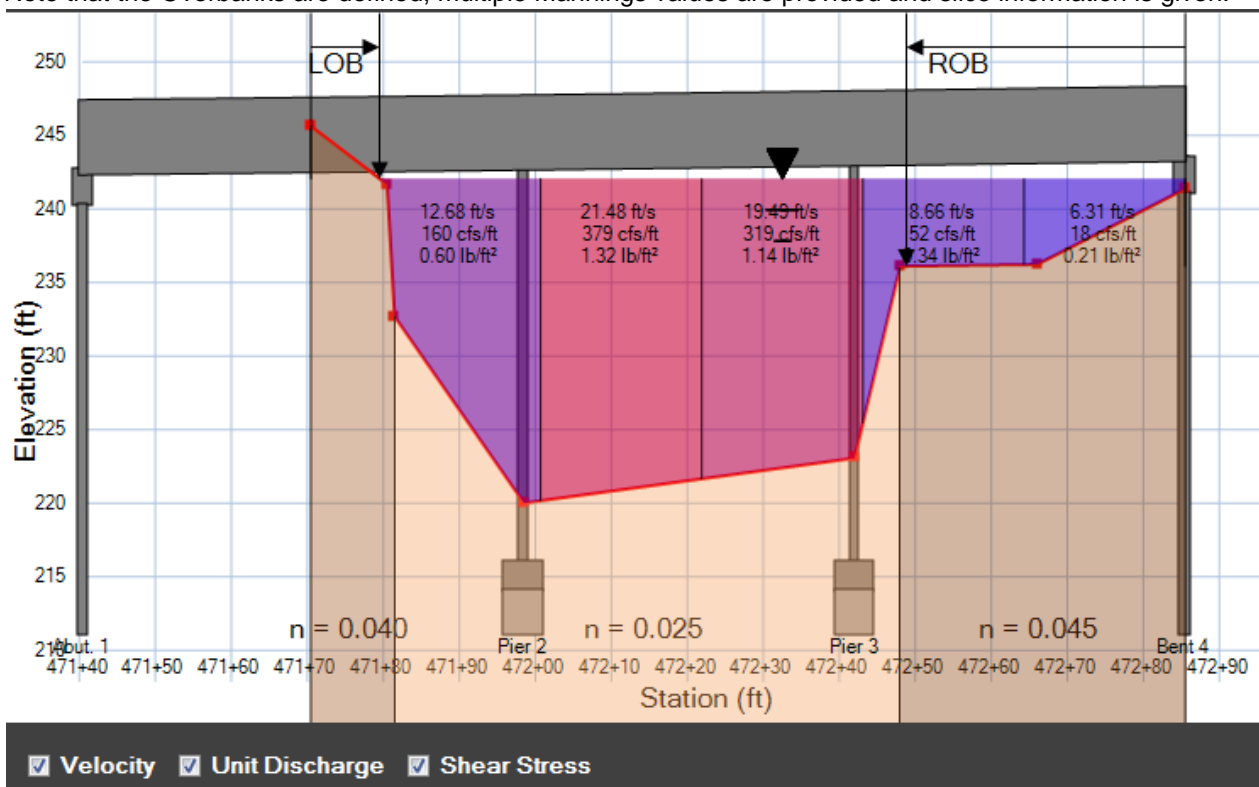 Note that the Overbanks are defined, multiple Mannings values are provided and slice information is given.
250
LOB
ROB
245
240
12.68 ft/s
160 cfs/ft
0.60 lb/ft²
21.48 ft/s
379 cfs/ft
1.32 lb/ft²
19.49 ft/s
319 cfs/ft
1.14 lb/ft²
8.66 ft/s
52 cfs/ft
.34 lb/ft²
6.31 ft/s
18 cfs/ft
0.21 lb/ft²
235
Elevation (ft)
230
225
220
215
n = 0.040
n = 0.025
n = 0.045
Abut. 1
Pier 2
Pier 3
Bent 4
471+40 471+50 471+60 471+70 471+80 471+90 472+00 472+10 472+20 472+30 472+40 472+50 472+60 472+70 472+80 472+90
Station (ft)
Velocity Unit Discharge Shear Stress